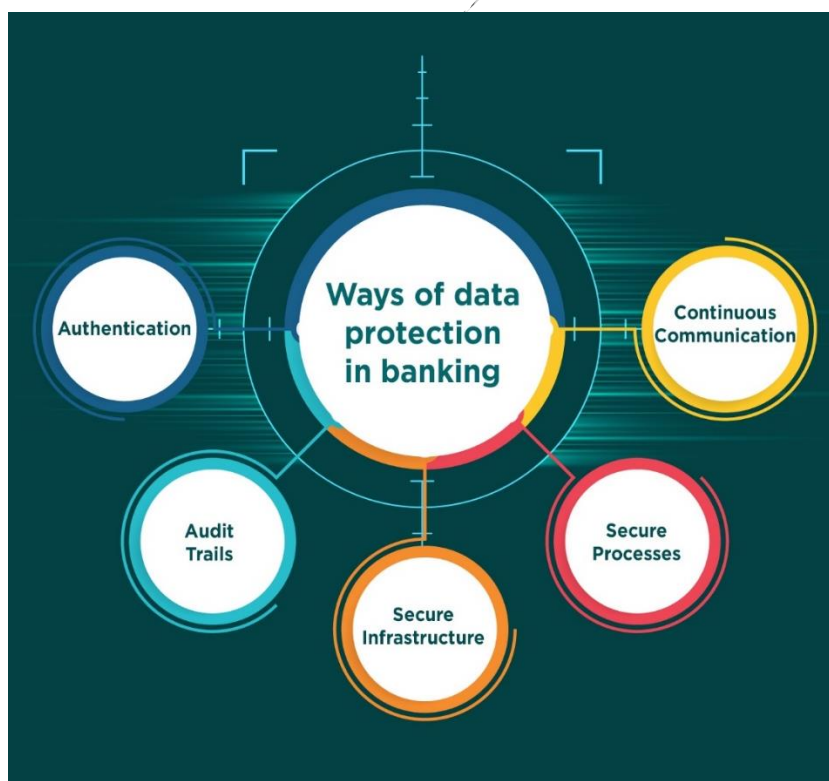 Ways of data
protection
in banking
Authentication
Audit
Trails
Secure
Infrastructure
Secure
Processes
Continuous
Communication